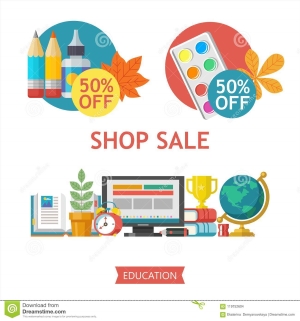 50%
OFF
50%
OFF
SHOP SALE
EDUCATION
Download from
Dreamstime.com